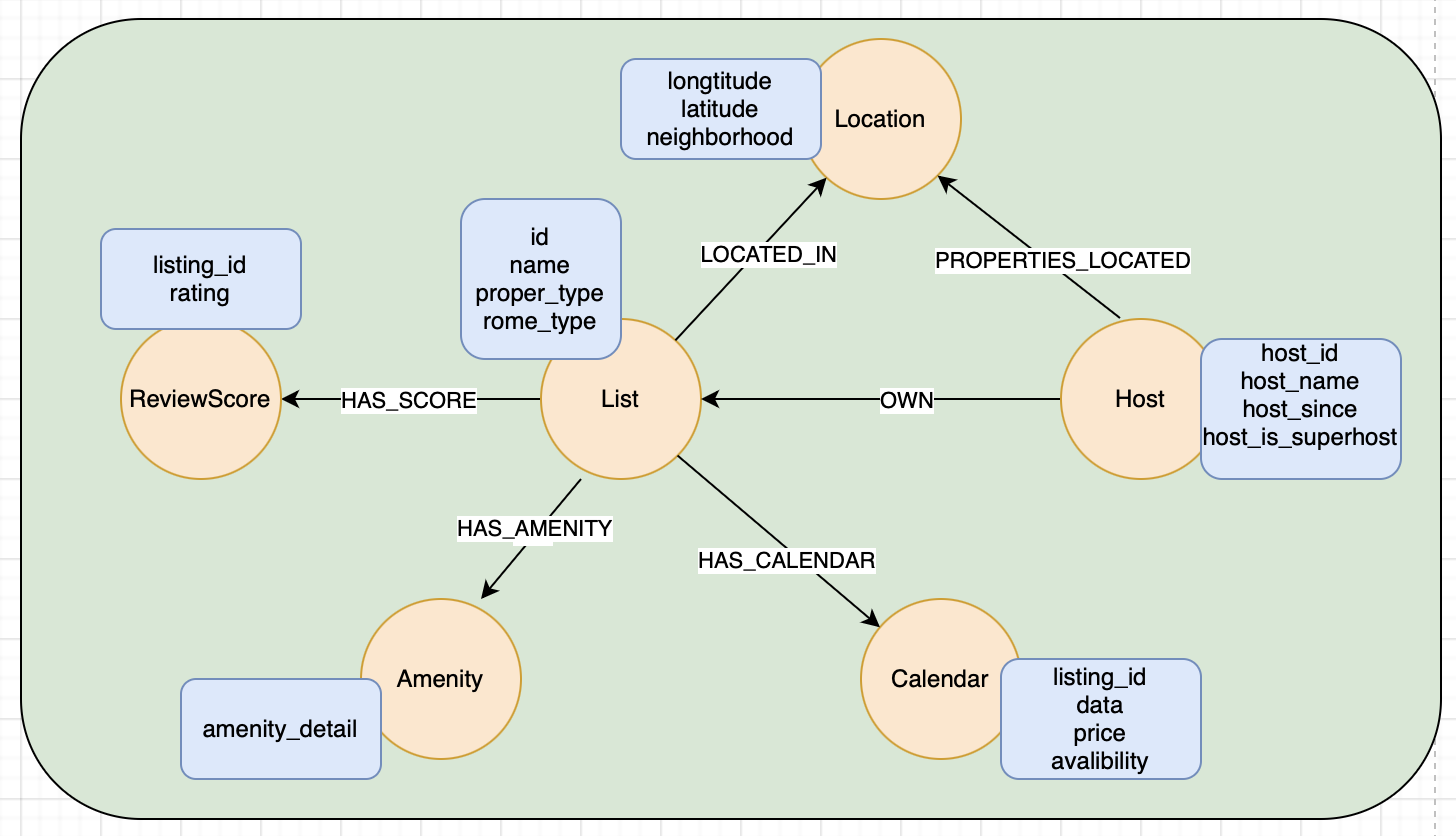 longtitude
latitude
neighborhood
Location
id
name
proper_type
rome_type
LOCATED_IN
PROPERTIES_LOCATED
listing_id
rating
ReviewScore
HAS_SCORE
List
OWN
Host
host_id
host_name
host_since
host_is_superhost
HAS_AMENITY
HAS_CALENDAR
Amenity
amenity_detail
Calendar
listing_id
data
price
avalibility